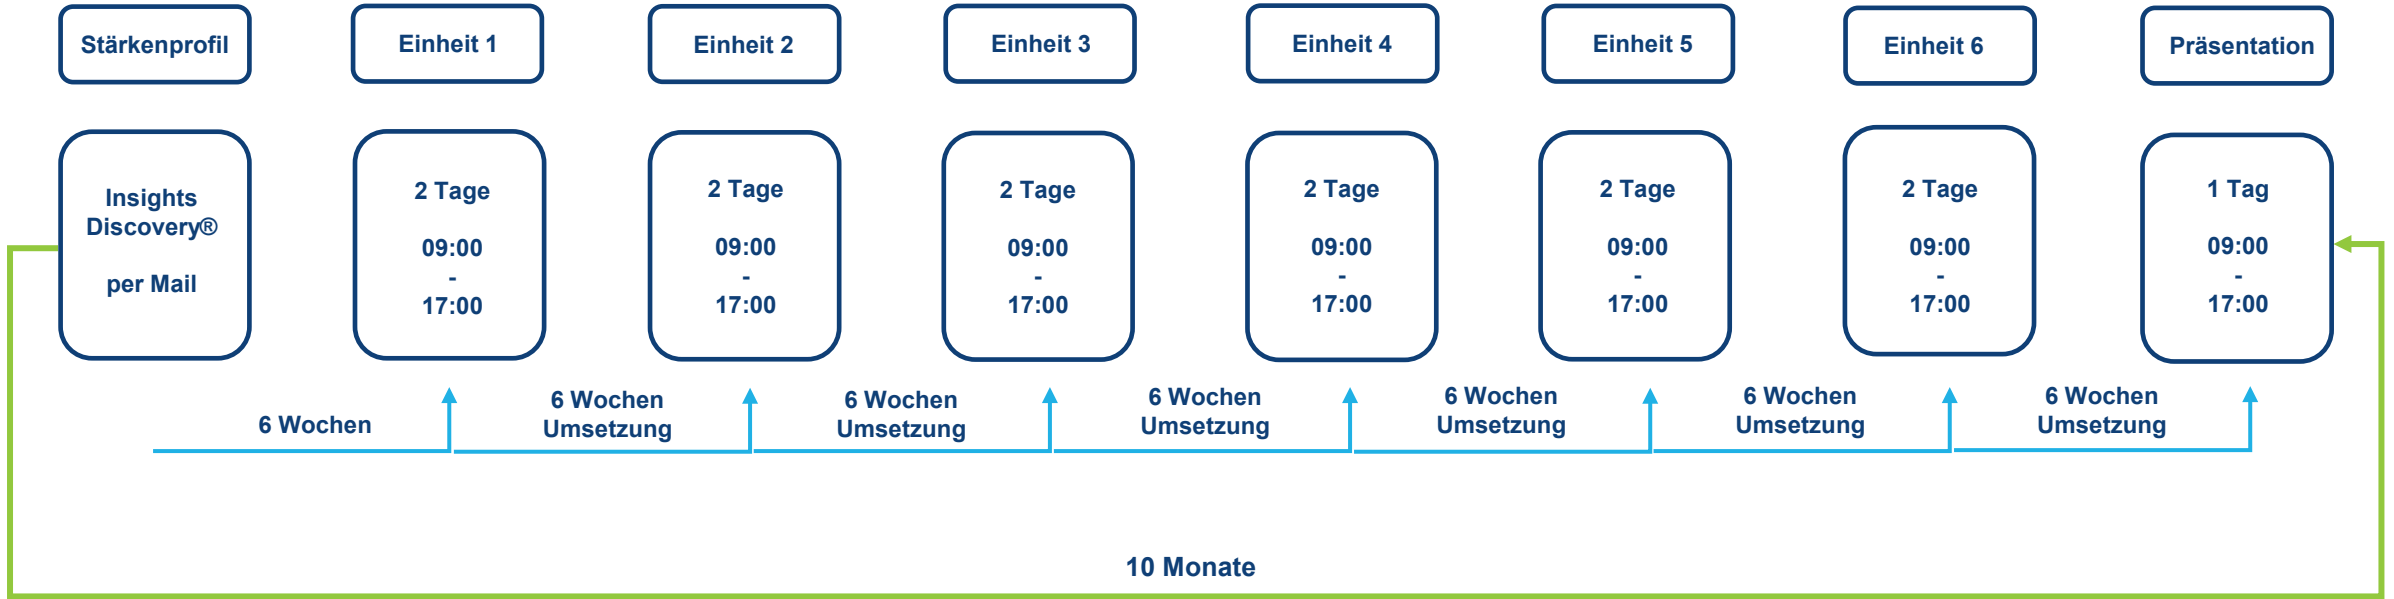 Stärkenprofil
Einheit 1
Einheit 2
Einheit 3
Einheit 4
Einheit 5
Einheit 6
Präsentation
Insights
Discovery®
per Mail
2 Tage
09:00
-
17:00
2 Tage
09:00
-
17:00
2 Tage
09:00
-
17:00
2 Tage
09:00
-
17:00
2 Tage
09:00
-
17:00
2 Tage
09:00
-
17:00
1 Tag
09:00
-
17:00
6 Wochen
6 Wochen
Umsetzung
6 Wochen
Umsetzung
6 Wochen
Umsetzung
6 Wochen
Umsetzung
6 Wochen
Umsetzung
6 Wochen
Umsetzung
10 Monate